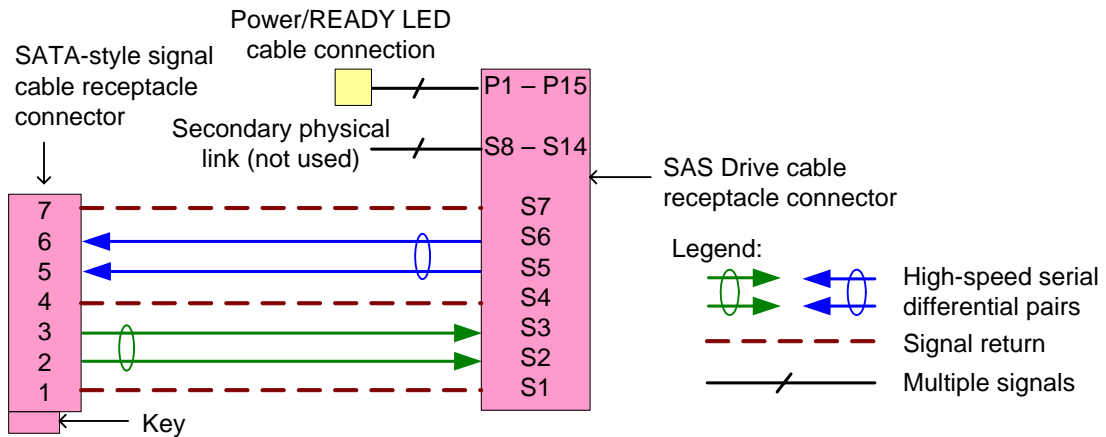 Power/READY LED
cable connection
SATA-style signal
cable receptacle
connector
P1 – P15
Secondary physical
link (not used)
S8 – S14
SAS Drive cable
receptacle connector
7
S7
6
S6
5
S5
4
S4
3
S3
2
S2
1
S1
Key
Legend:
High-speed serial
differential pairs
Signal return
Multiple signals